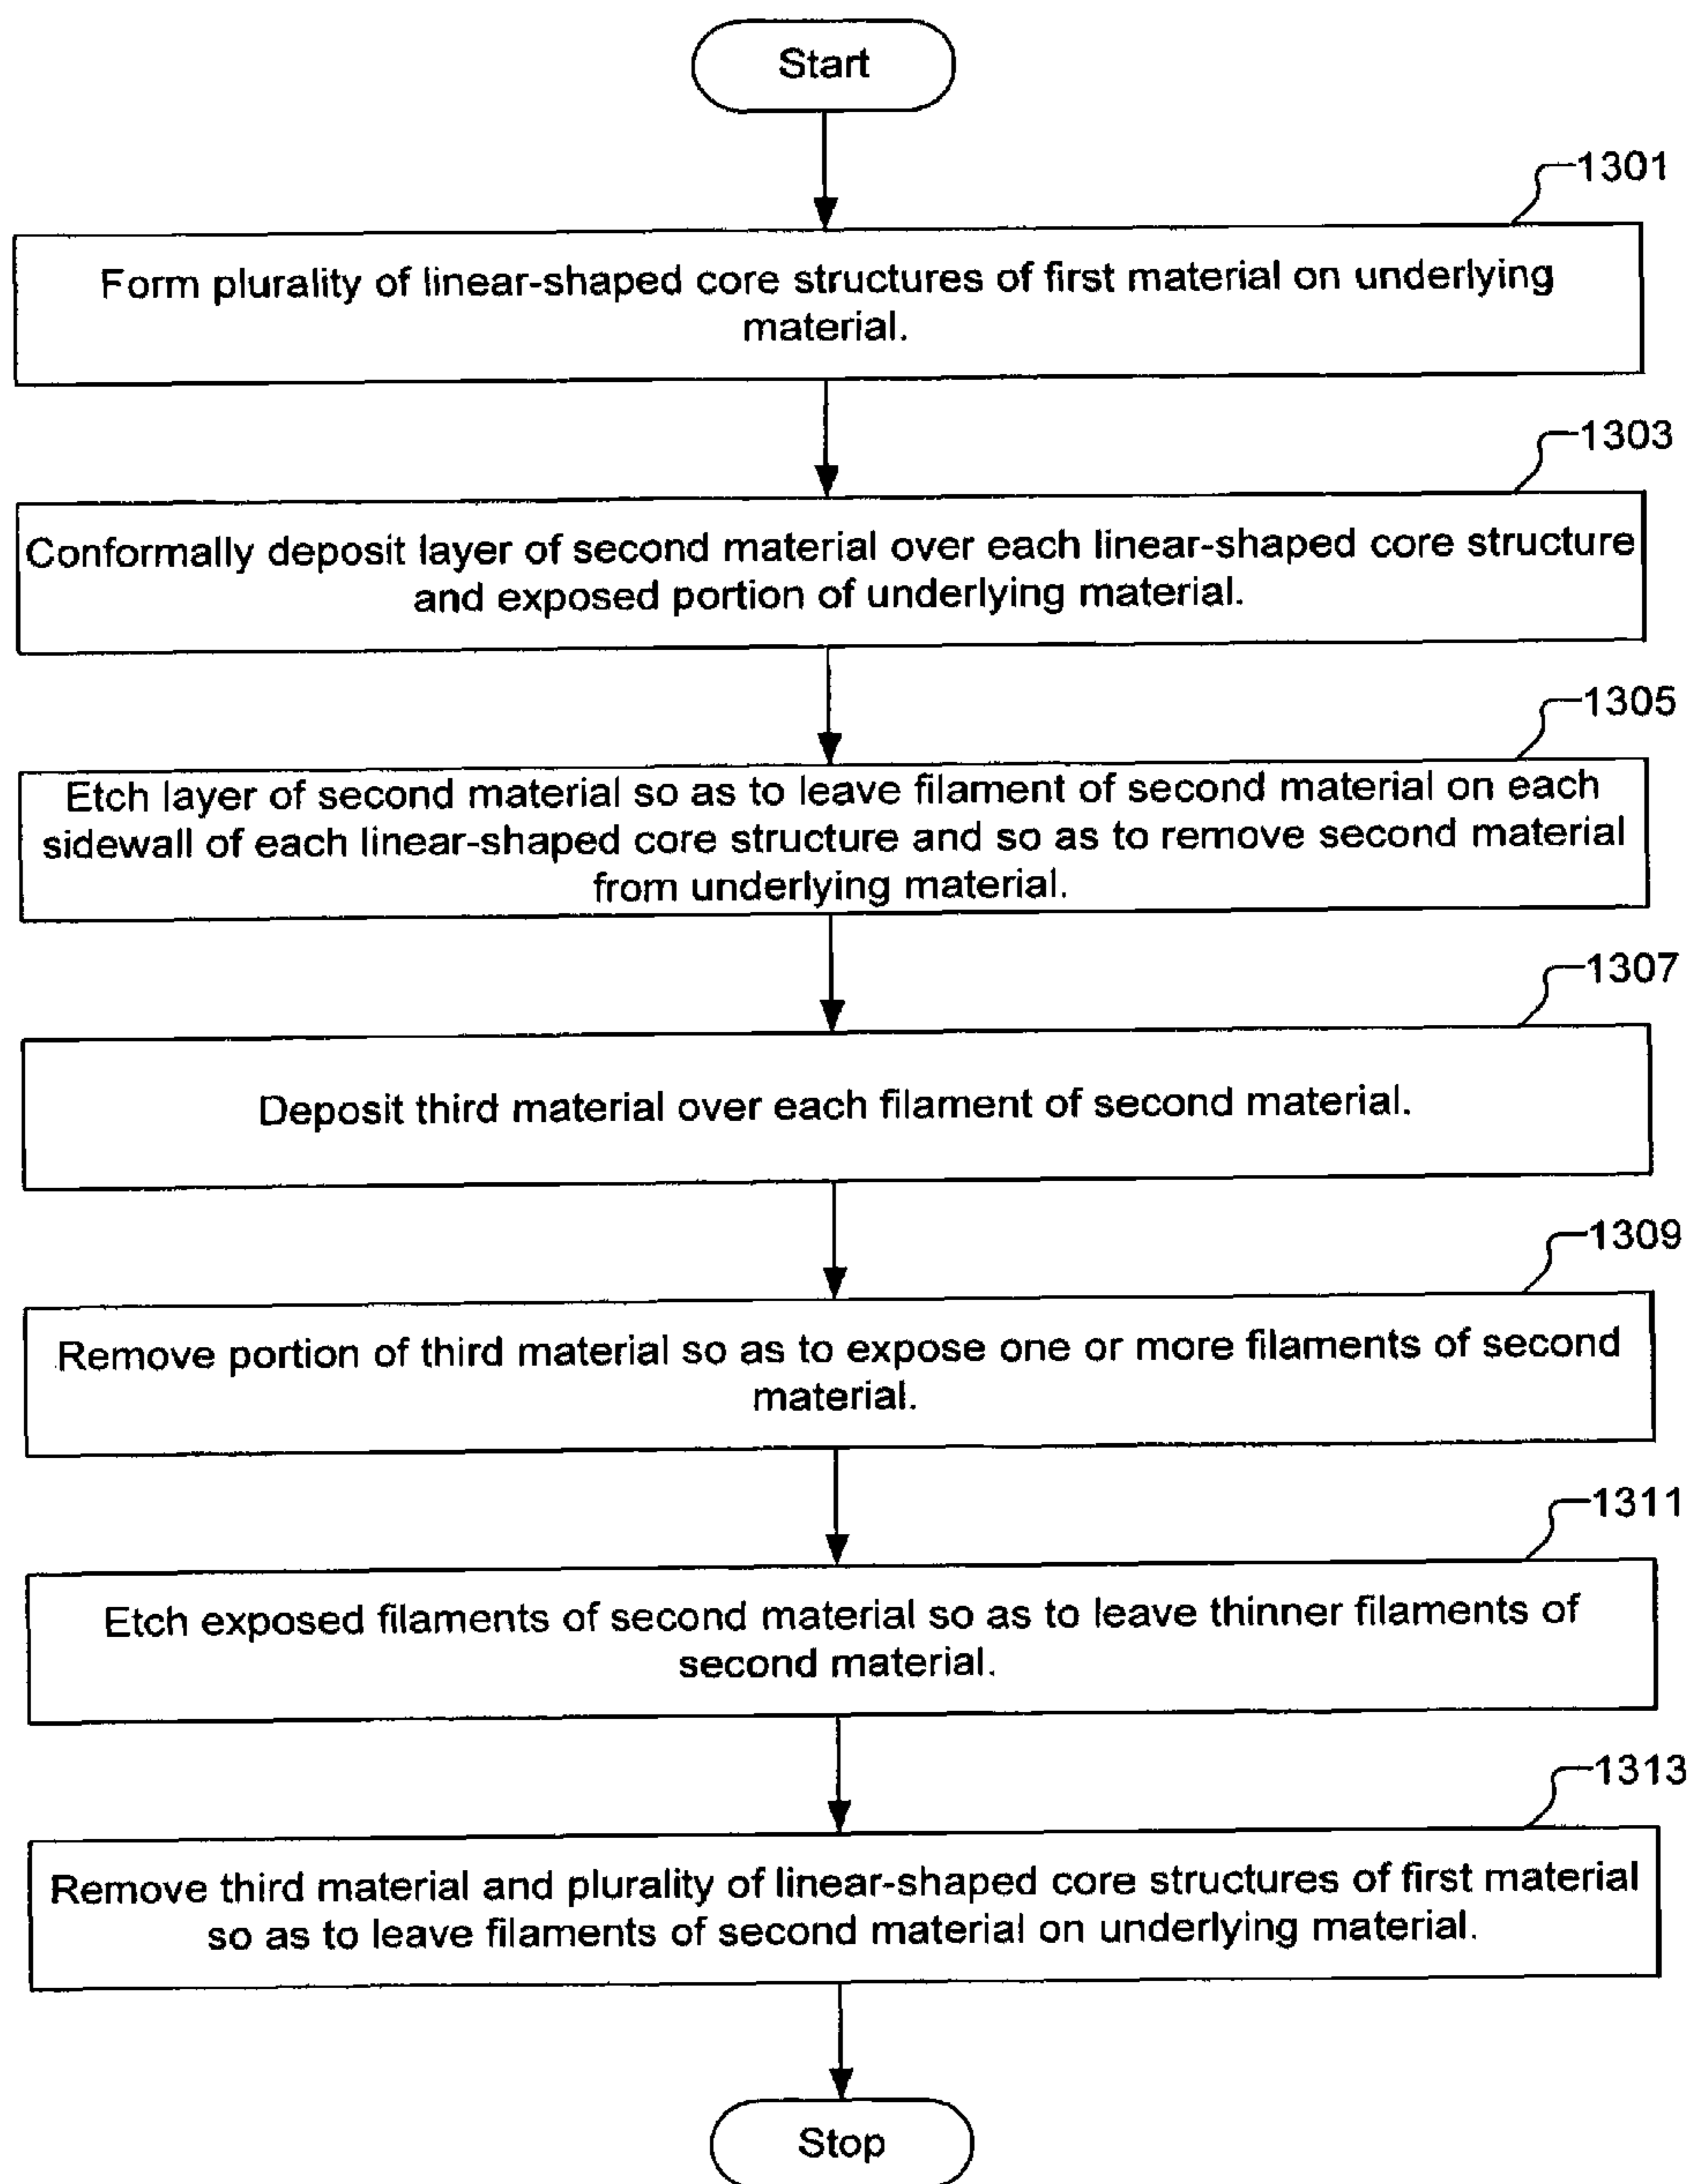 Start
1301
Form plurality of linear-shaped core structures of first material on underlying
material.
1303
Conformally deposit layer of second material over each linear-shaped core structure
and exposed portion of underlying material.
1305
Etch layer of second material so as to leave filament of second material on each
sidewall of each linear-shaped core structure and so as to remove second material
from underlying material.
1307
Deposit third material over each filament of second material.
1309
Remove portion of third material so as to expose one or more filaments of second
material.
1311
Etch exposed filaments of second material so as to leave thinner filaments of
second material.
1313
Remove third material and plurality of linear-shaped core structures of first material
so as to leave filaments of second material on underlying material.
Stop